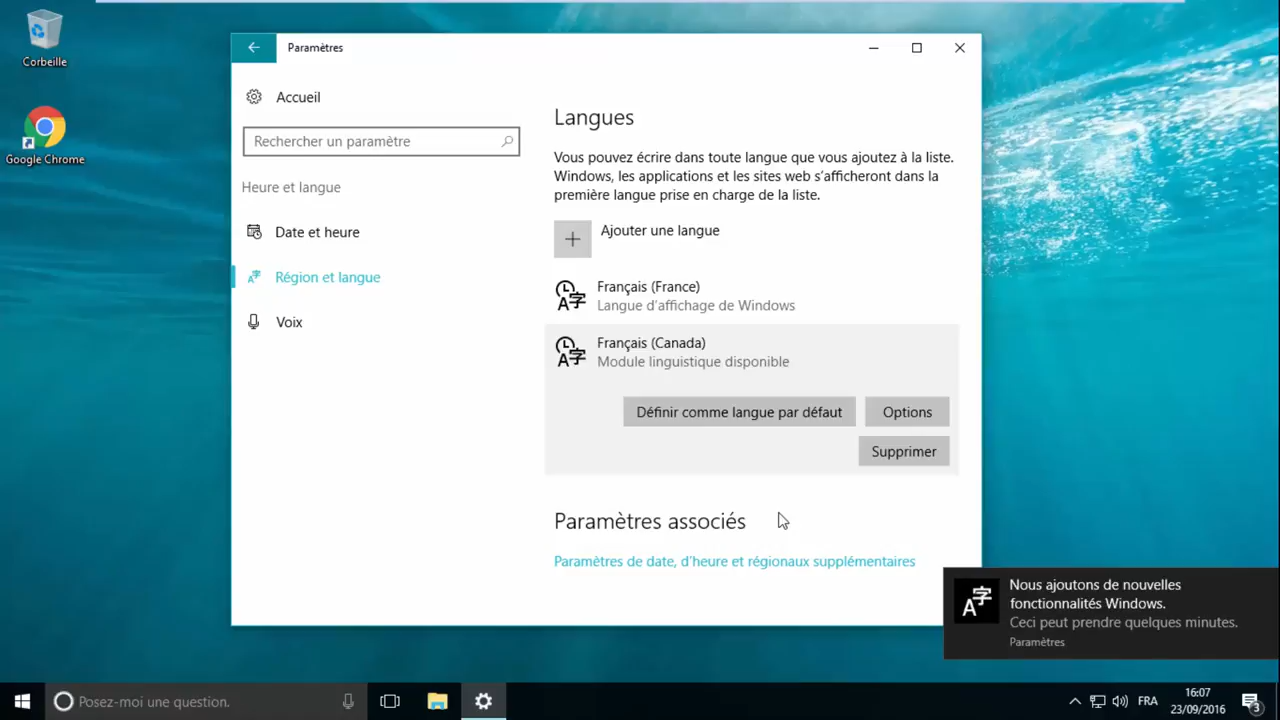 Corbeille
Google Chrome
Paramètres
Accueil
Rechercher un paramètre
Heure et langue
Date et heure
Région et langue
Voix
Langues
Vous pouvez écrire dans toute langue que vous ajoutez à la liste.
Windows, les applications et les sites web s'afficheront dans la
première langue prise en charge de la liste.
Ajouter une langue
Français (France)
Langue d'affichage de Windows
Français (Canada)
Module linguistique disponible
Définir comme langue par défaut
Options
Supprimer
Paramètres associés
Paramètres de date, d'heure et régionaux supplémentaires
Nous ajoutons de nouvelles
fonctionnalités Windows.
Ceci peut prendre quelques minutes.
Paramètres
Posez-moi une question.
FRA
16:07
23/09/2016
3